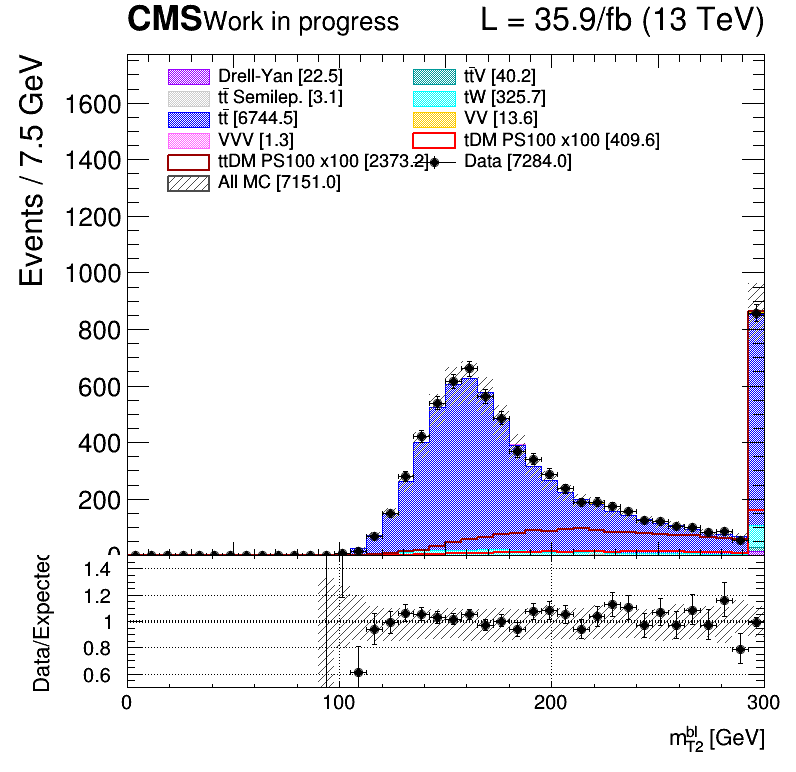 CMS Work in progress L = 35.9/fb (13 TeV)
Events / 7.5 GeV
Drell-Yan [22.5] tt̄V [40.2]
tt̄ Semilep. [3.1] tW [325.7]
tt̄ [6744.5] VV [13.6]
VVV [1.3] tDM PS100 x100 [409.6]
ttDM PS100 x100 [2373.2] Data [7284.0]
All MC [7151.0]
1600
1400
1200
1000
800
600
400
200
0
Data/Expected
1.4
1.2
1
0.8
0.6
0 100 200 300
m_{T2}^{bl} [GeV]